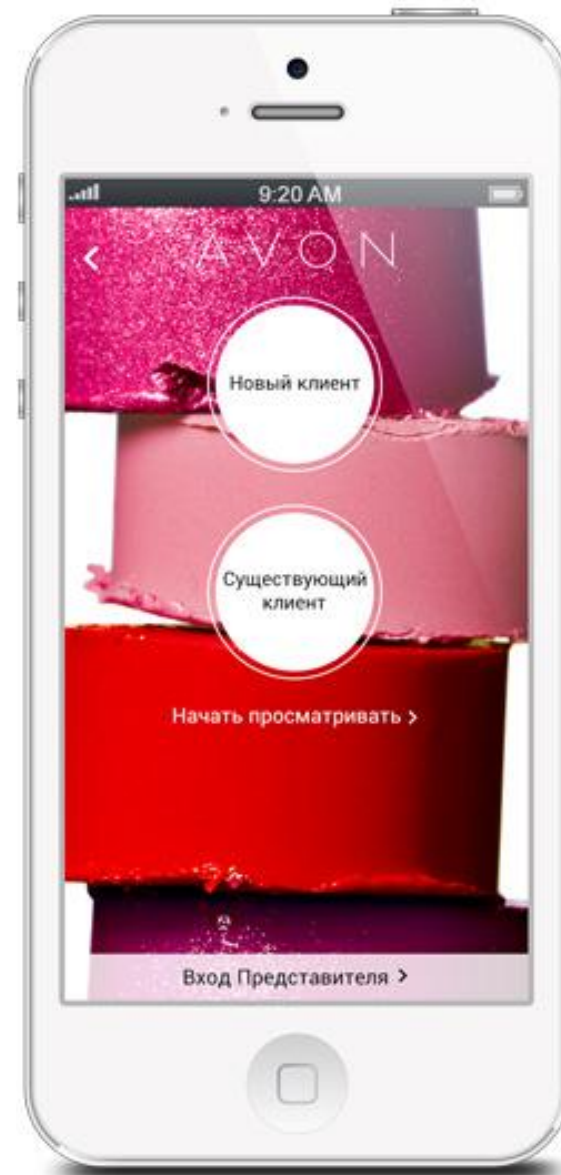 9:20 AM
AVON
Новый клиент
Существующий
клиент
Начать просматривать >
Вход Представителя >